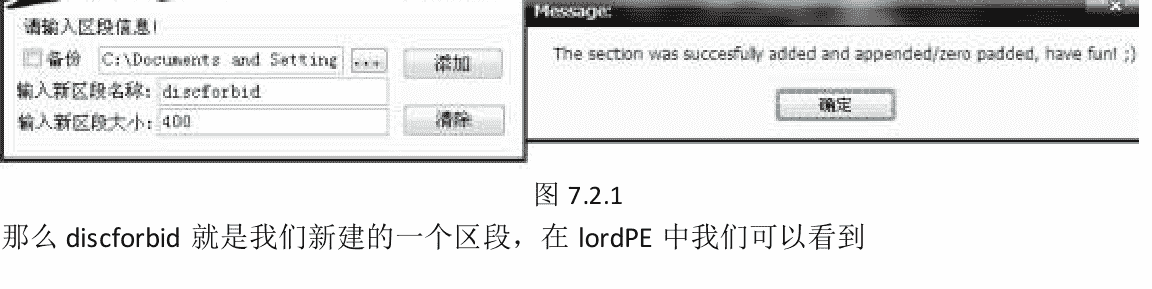 请输入区段信息!
备份 C:\Documents and Setting ... 添加
输入新区段名称: discforbid
输入新区段大小: 400 清除
Message:
The section was succesfully added and appended/zero padded, have fun! ;)
确定
图 7.2.1
那么 discforbid 就是我们新建的一个区段，在 lordPE 中我们可以看到